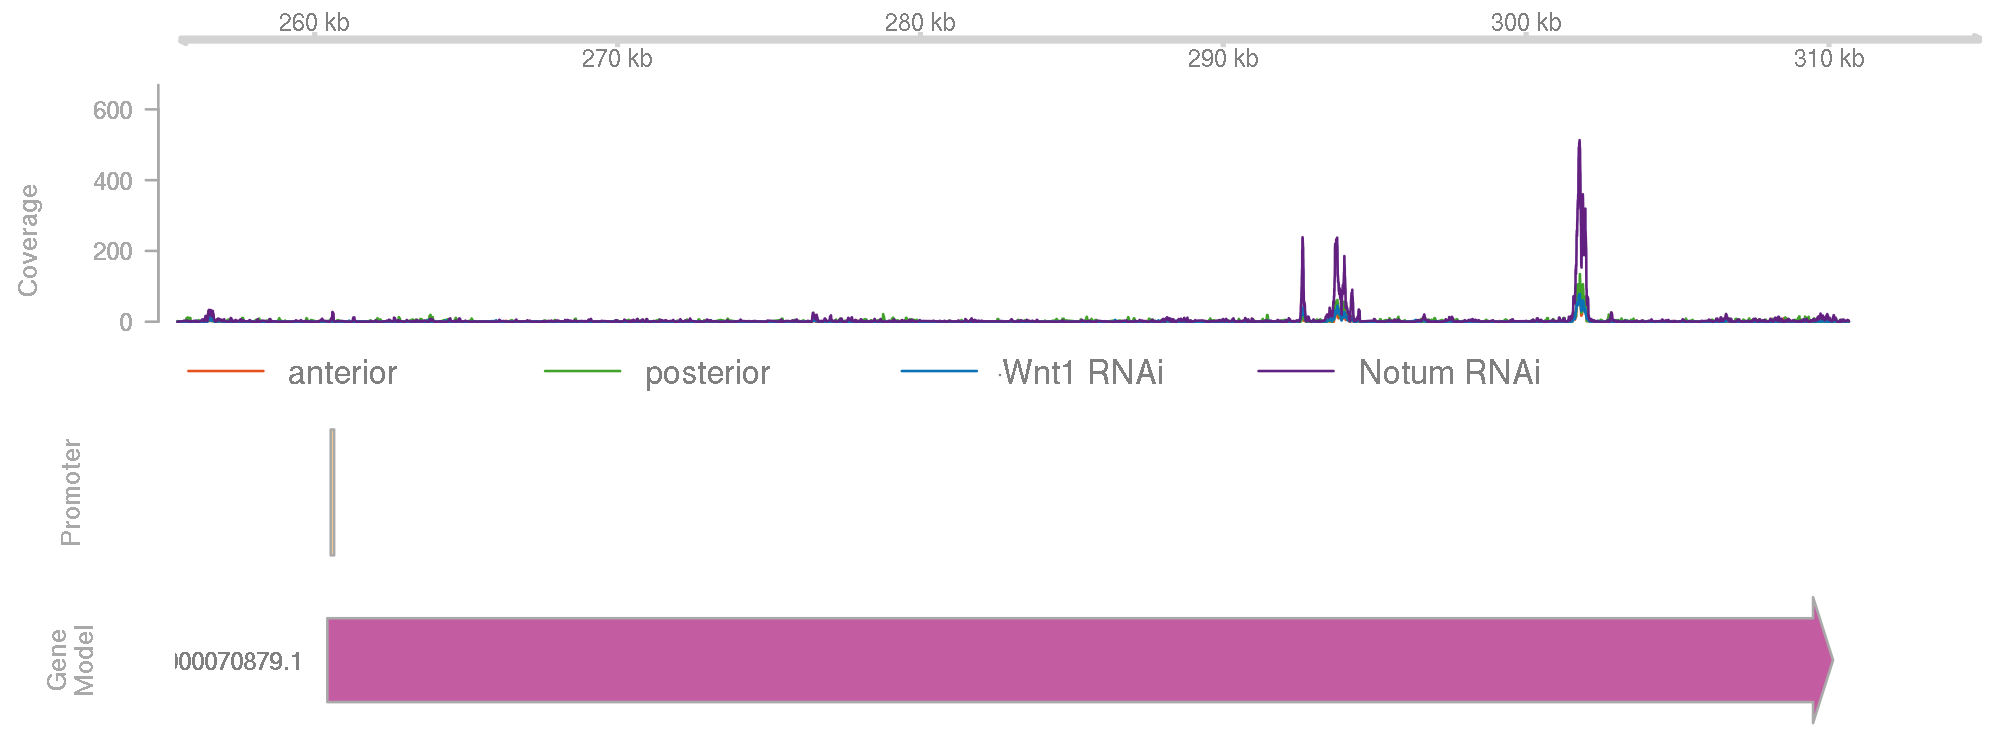 260 kb 280 kb 300 kb
270 kb 290 kb 310 kb
600
400
200
0
Coverage
anterior posterior Wnt1 RNAi Notum RNAi
Promoter
Gene
Model
00070879.1